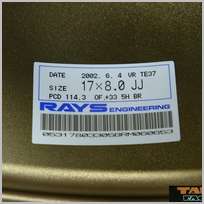 DATE 2002. 6. 4 VR TE37
SIZE 17×8.0 JJ
PCD 114.3 OF.+33 5H BR
RAYS ENGINEERING